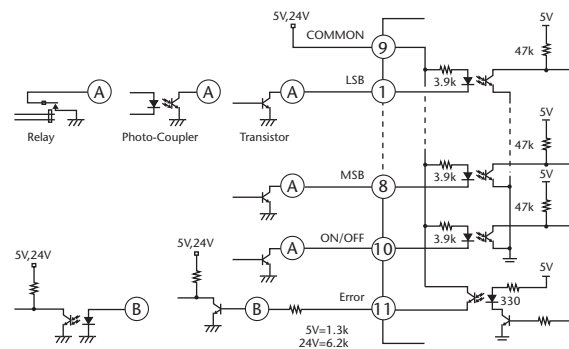 5V,24V
COMMON
9
5V
47k
A
A
A
LSB
1
3.9k
Relay
Photo-Coupler
Transistor
5V
47k
A
MSB
8
3.9k
5V
47k
5V,24V
5V,24V
A
ON/OFF
10
3.9k
5V
B
B
Error
11
330
5V=1.3k
24V=6.2k